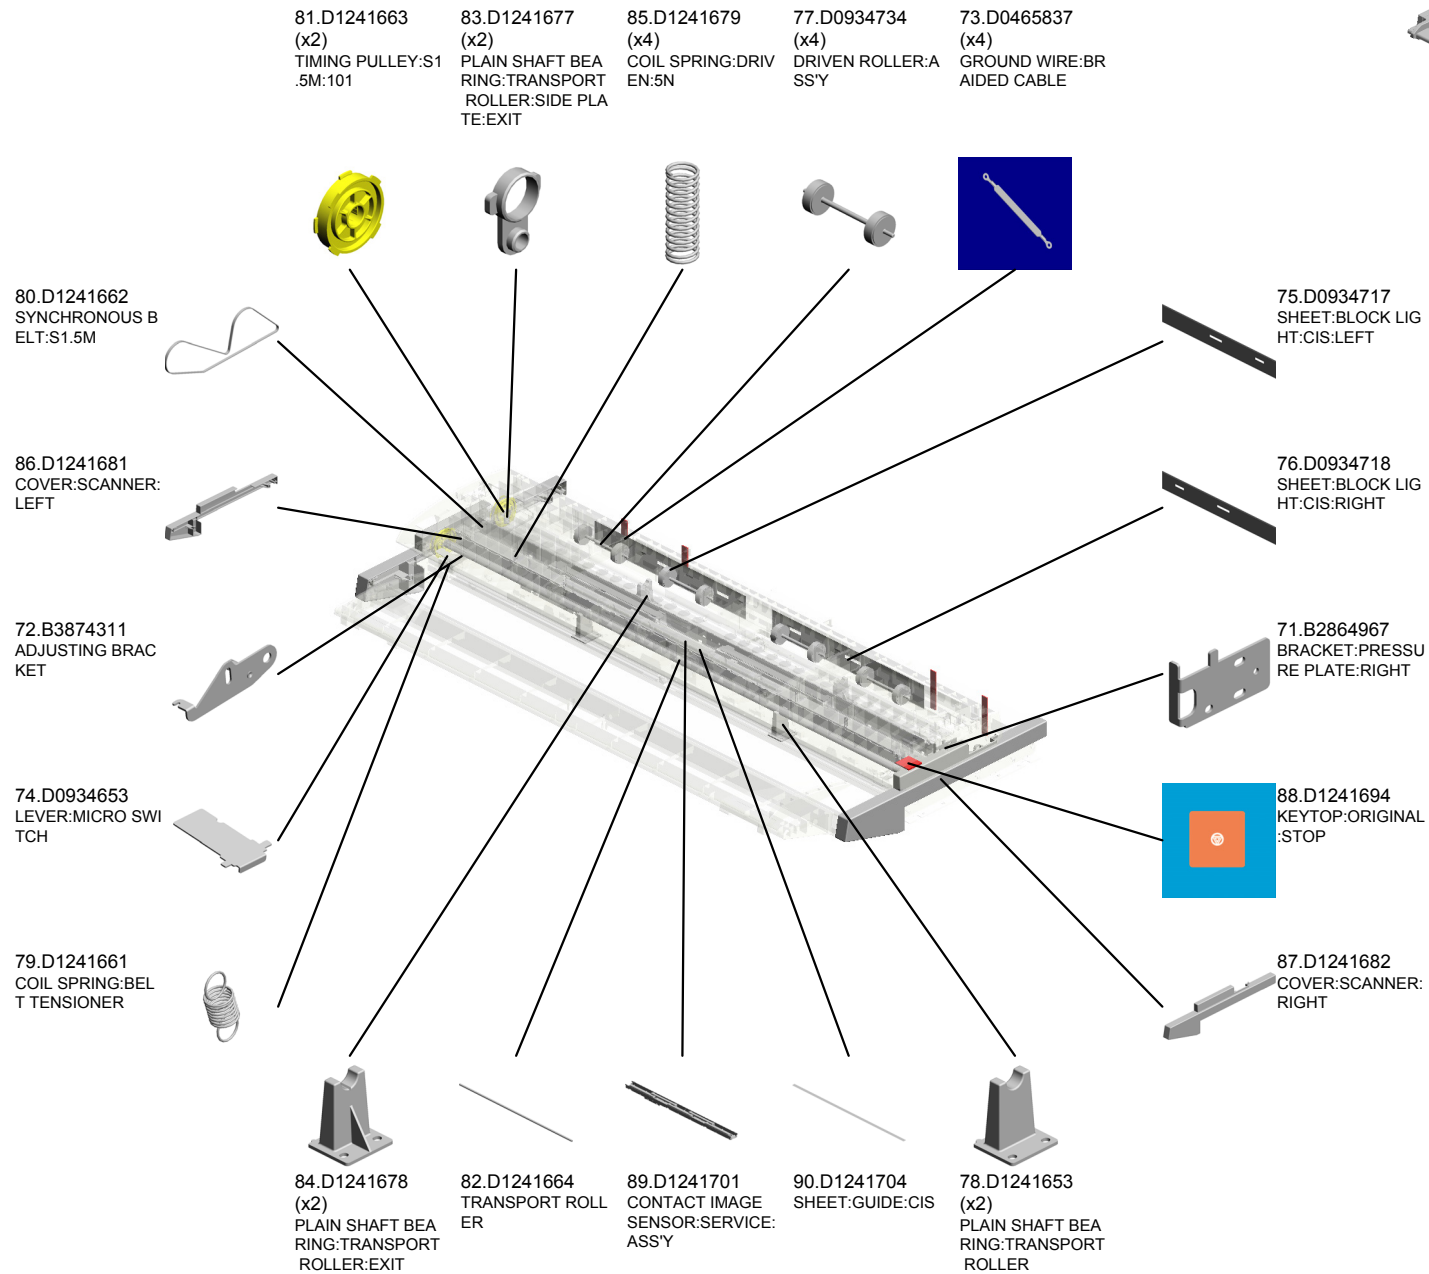 81.D1241663
(x2)
TIMING PULLEY:S1
.5M:101
83.D1241677
(x2)
PLAIN SHAFT BEA
RING:TRANSPORT
ROLLER:SIDE PLA
TE:EXIT
85.D1241679
(x4)
COIL SPRING:DRIV
EN:5N
77.D0934734
(x4)
DRIVEN ROLLER:A
SS'Y
73.D0465837
(x4)
GROUND WIRE:BR
AIDED CABLE
80.D1241662
SYNCHRONOUS B
ELT:S1.5M
75.D0934717
SHEET:BLOCK LIG
HT:CIS:LEFT
86.D1241681
COVER:SCANNER:
LEFT
76.D0934718
SHEET:BLOCK LIG
HT:CIS:RIGHT
72.B3874311
ADJUSTING BRAC
KET
71.B2864967
BRACKET:PRESSU
RE PLATE:RIGHT
74.D0934653
LEVER:MICRO SWI
TCH
88.D1241694
KEYTOP:ORIGINAL
:STOP
79.D1241661
COIL SPRING:BEL
T TENSIONER
87.D1241682
COVER:SCANNER:
RIGHT
84.D1241678
(x2)
PLAIN SHAFT BEA
RING:TRANSPORT
ROLLER:EXIT
82.D1241664
TRANSPORT ROLL
ER
89.D1241701
CONTACT IMAGE
SENSOR:SERVICE:
ASS'Y
90.D1241704
SHEET:GUIDE:CIS
78.D1241653
(x2)
PLAIN SHAFT BEA
RING:TRANSPORT
ROLLER